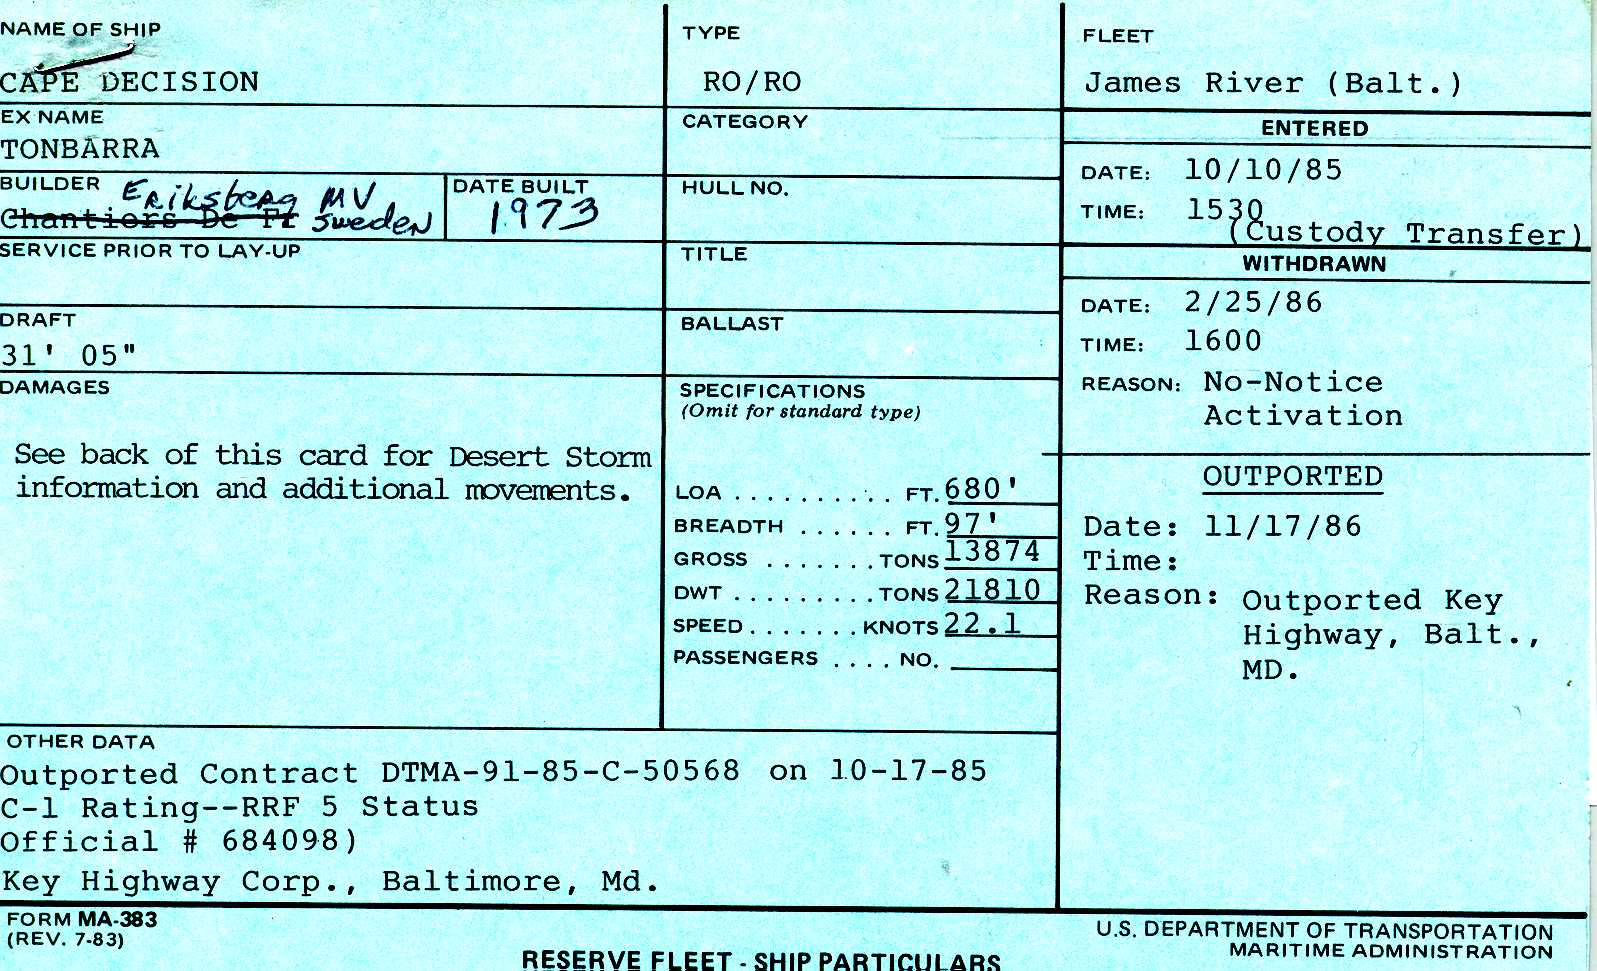 NAME OF SHIP
CAPE DECISION
EX NAME
TONBARRA
BUILDER
Eriksberg MV
Chantiors De Fr Sweden
DATE BUILT
1973
SERVICE PRIOR TO LAY-UP
DRAFT
31' 05"
DAMAGES
See back of this card for Desert Storm
information and additional movements.
TYPE
RO/RO
CATEGORY
HULL NO.
TITLE
BALLAST
SPECIFICATIONS
(Omit for standard type)
LOA . . . . . . . . . . FT. 680'
BREADTH . . . . . . FT. 97'
GROSS . . . . . . . TONS 13874
DWT . . . . . . . . . TONS 21810
SPEED . . . . . . . KNOTS 22.1
PASSENGERS . . . . NO.
FLEET
James River (Balt.)
ENTERED
DATE: 10/10/85
TIME: 1530
(Custody Transfer)
WITHDRAWN
DATE: 2/25/86
TIME: 1600
REASON: No-Notice
Activation
OUTPORTED
Date: 11/17/86
Time:
Reason: Outported Key
Highway, Balt.,
MD.
OTHER DATA
Outported Contract DTMA-91-85-C-50568 on 10-17-85
C-1 Rating--RRF 5 Status
Official # 684098)
Key Highway Corp., Baltimore, Md.
FORM MA-383
(REV. 7-83)
RESERVE FLEET - SHIP PARTICULARS
U.S. DEPARTMENT OF TRANSPORTATION
MARITIME ADMINISTRATION